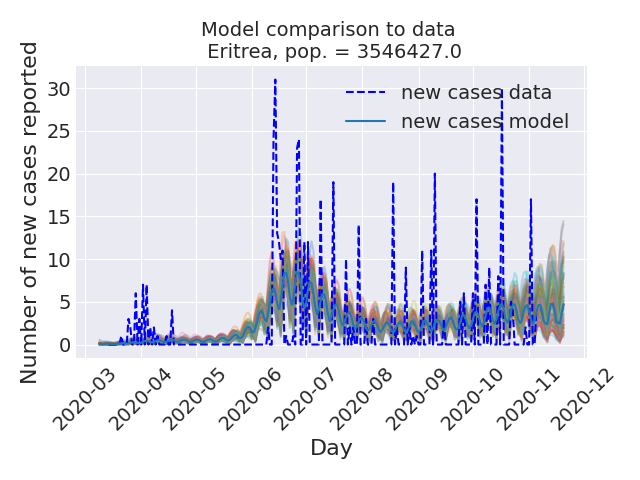 Model comparison to data
Eritrea, pop. = 3546427.0
Number of new cases reported
30
25
20
15
10
5
0
new cases data
new cases model
2020-03
2020-04
2020-05
2020-06
2020-07
2020-08
2020-09
2020-10
2020-11
2020-12
Day